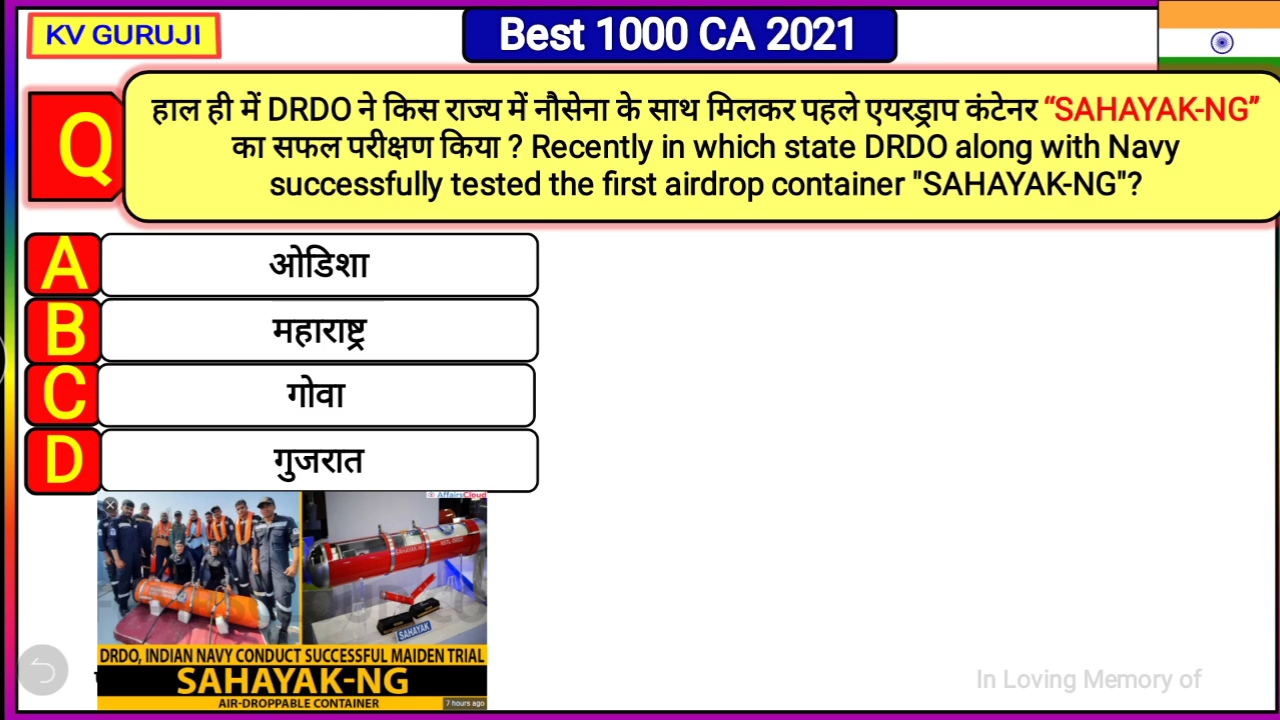 KV GURUJI
Best 1000 CA 2021
Q
हाल ही में DRDO ने किस राज्य में नौसेना के साथ मिलकर पहले एयरड्राप कंटेनर “SAHAYAK-NG”
का सफल परीक्षण किया ? Recently in which state DRDO along with Navy
successfully tested the first airdrop container "SAHAYAK-NG"?
A ओडिशा
B महाराष्ट्र
C गोवा
D गुजरात
AffairsCloud
SAHAYAK
DRDO, INDIAN NAVY CONDUCT SUCCESSFUL MAIDEN TRIAL
SAHAYAK-NG
AIR-DROPPABLE CONTAINER
7 hours ago
In Loving Memory of